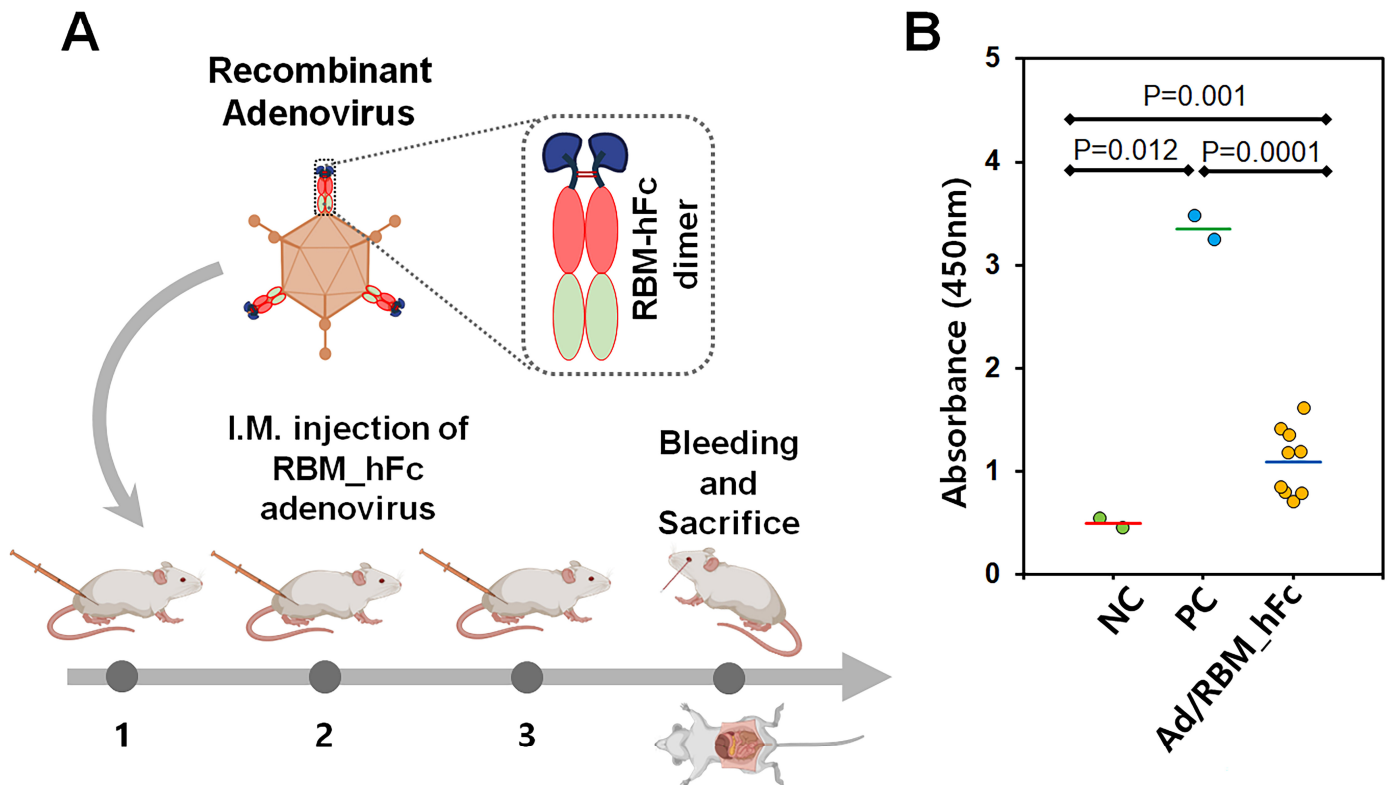 A
Recombinant
Adenovirus
RBM-hFc
dimer
I.M. injection of
RBM_hFc
adenovirus
Bleeding
and
Sacrifice
1
2
3
B
Absorbance (450nm)
5
4
3
2
1
0
P=0.001
P=0.012
P=0.0001
NC
PC
Ad/RBM_hFc